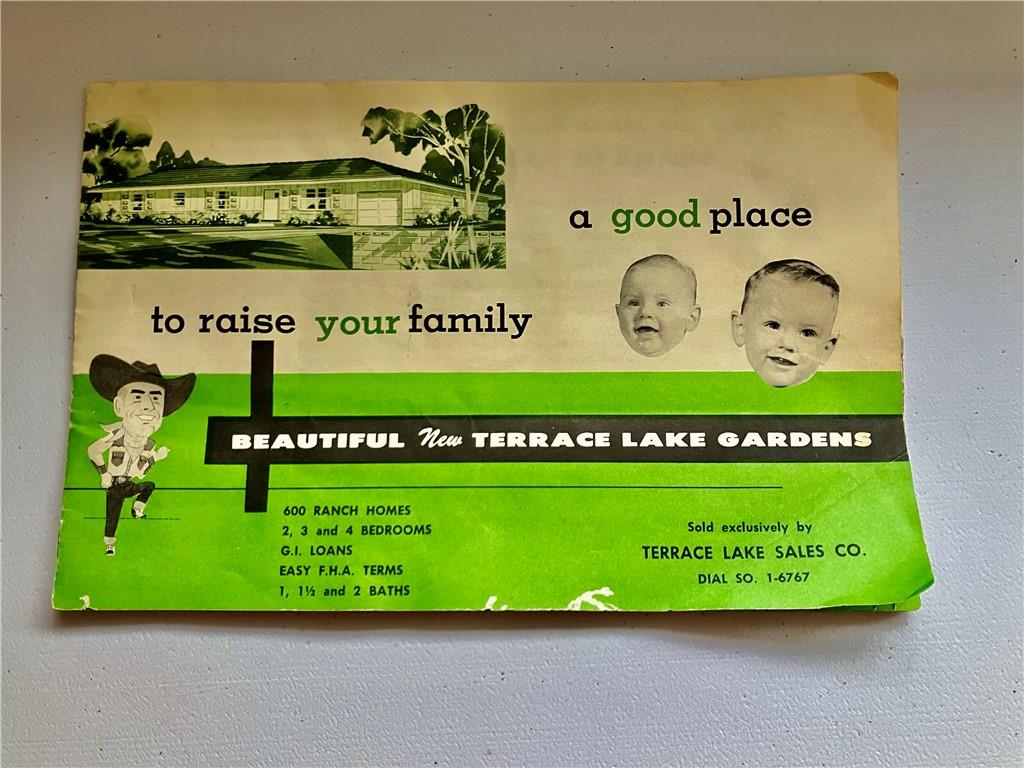 a good place
to raise your family
BEAUTIFUL New TERRACE LAKE GARDENS
600 RANCH HOMES
2, 3 and 4 BEDROOMS
G.I. LOANS
EASY F.H.A. TERMS
1, 1½ and 2 BATHS
Sold exclusively by
TERRACE LAKE SALES CO.
DIAL SO. 1-6767